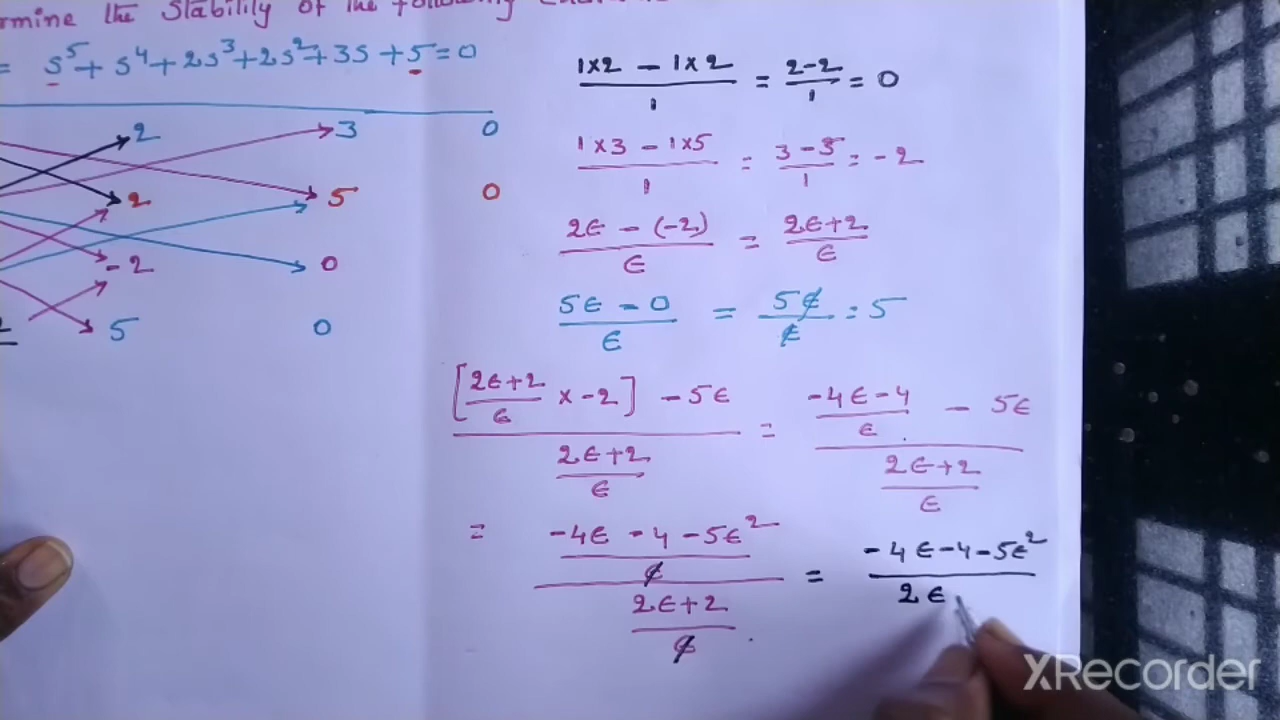 rmine the Stability of the following
= s⁵ + s⁴ + 2s³ + 2s² + 3s + 5 = 0
2 3 0
2 5 0
-2 0
5 0
(1×2 - 1×2)/1 = (2-2)/1 = 0
(1×3 - 1×5)/1 = (3-5)/1 = -2
(2ϵ - (-2))/ϵ = (2ϵ+2)/ϵ
(5ϵ - 0)/ϵ = 5ϵ/ϵ = 5
([(2ϵ+2)/ϵ × -2] - 5ϵ)/((2ϵ+2)/ϵ) = ((-4ϵ-4)/ϵ - 5ϵ)/((2ϵ+2)/ϵ)
= ((-4ϵ - 4 - 5ϵ²)/ϵ)/((2ϵ+2)/ϵ) = (-4ϵ-4-5ϵ²)/(2ϵ
XRecorder